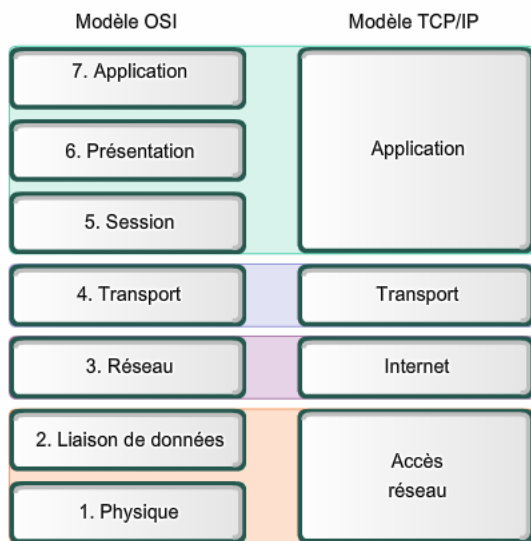 Modèle OSI
Modèle TCP/IP
7. Application
6. Présentation
5. Session
Application
4. Transport
Transport
3. Réseau
Internet
2. Liaison de données
1. Physique
Accès
réseau